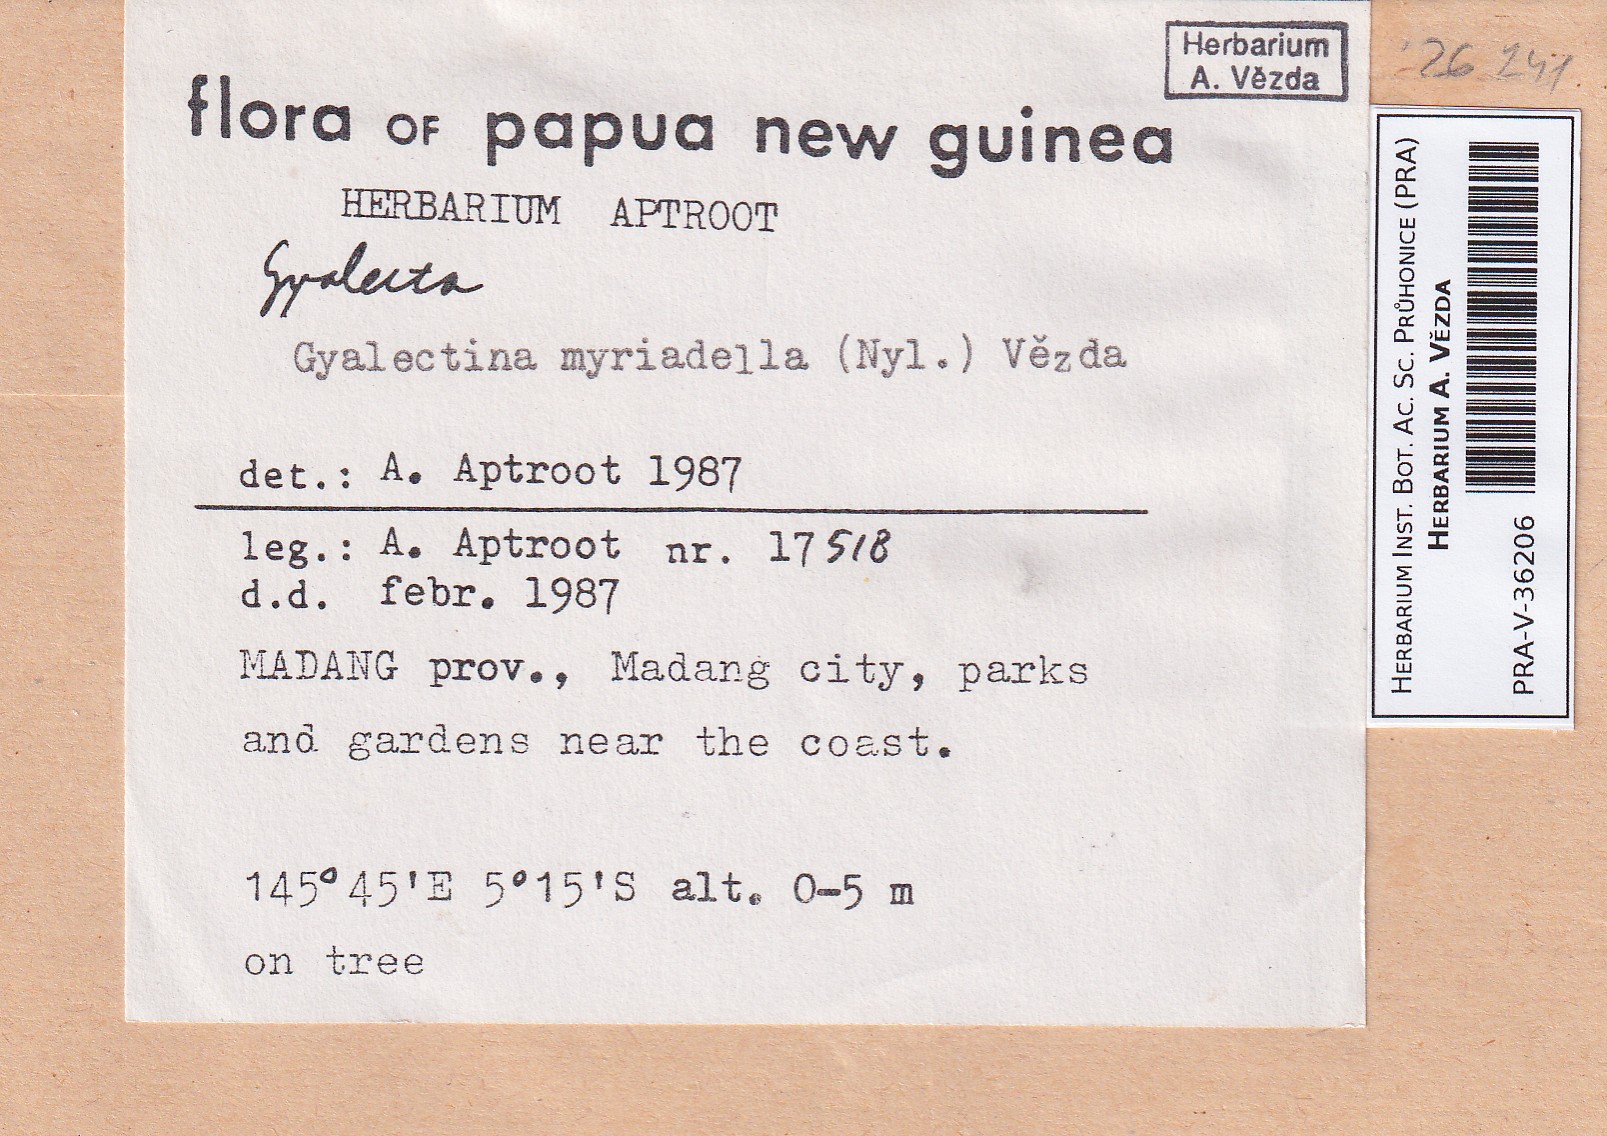 Herbarium
A. Vězda
26 241.
flora OF papua new guinea
HERBARIUM APTROOT
Gyalecta
Gyalectina myriadella (Nyl.) Vězda
det.: A. Aptroot 1987
leg.: A. Aptroot nr. 17518
d.d. febr. 1987
MADANG prov., Madang city, parks
and gardens near the coast.
145°45'E 5°15'S alt. 0-5 m
on tree
HERBARIUM INST. BOT. AC. SC. PRŮHONICE (PRA)
HERBARIUM A. VĚZDA
PRA-V-36206